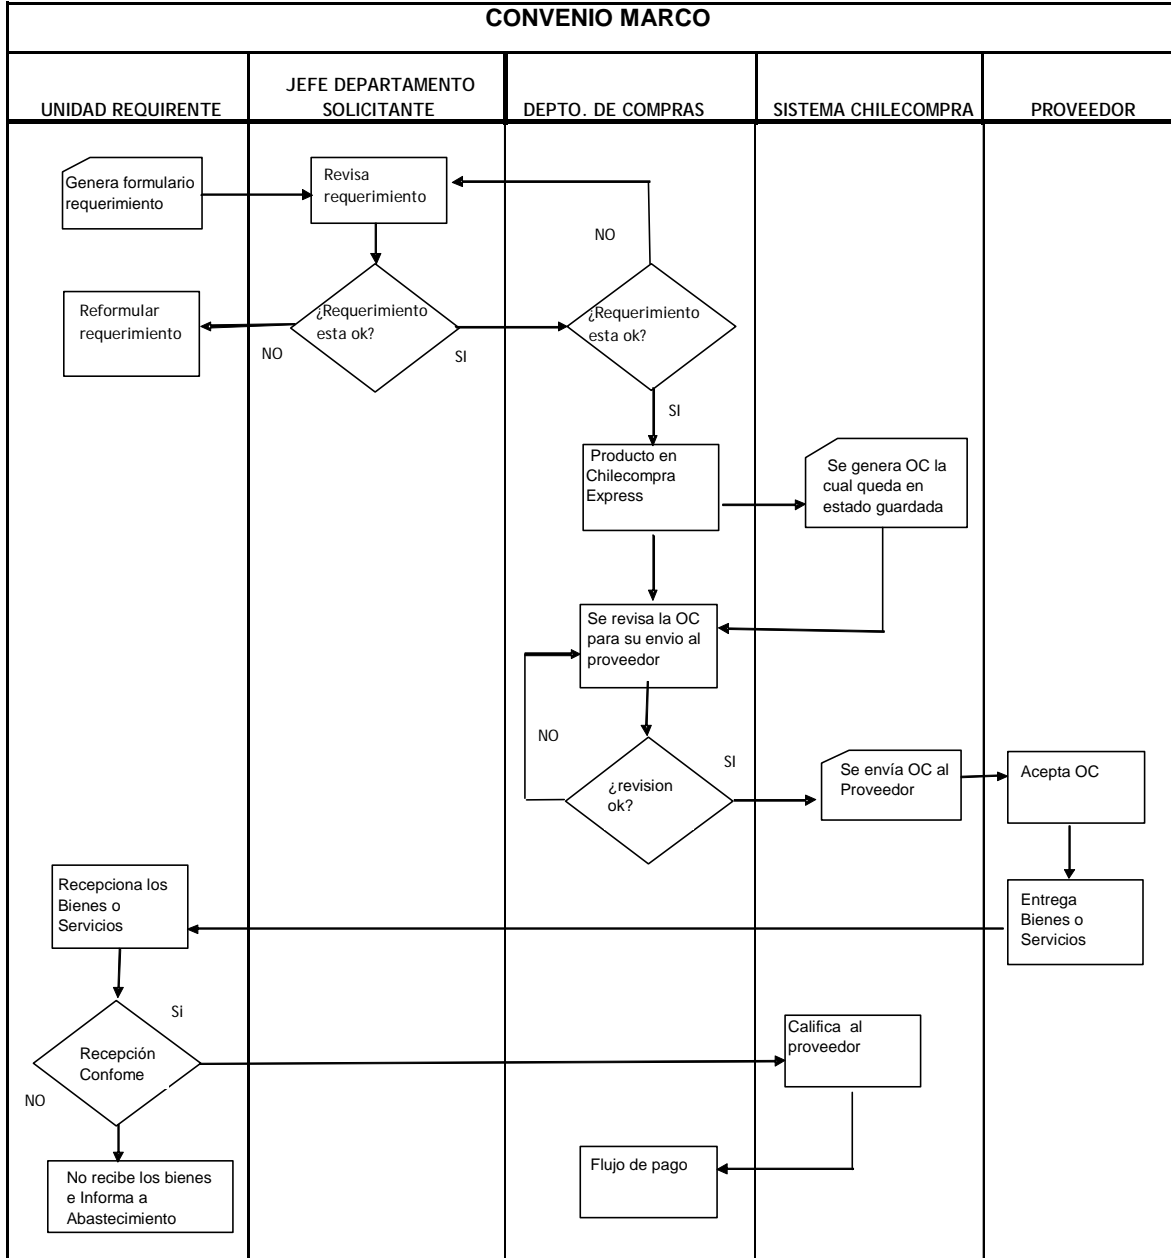 CONVENIO MARCO
UNIDAD REQUIRENTE
JEFE DEPARTAMENTO
SOLICITANTE
DEPTO. DE COMPRAS
SISTEMA CHILECOMPRA
PROVEEDOR
Genera formulario
requerimiento
Revisa
requerimiento
NO
Reformular
requerimiento
NO
¿Requerimiento
esta ok?
SI
¿Requerimiento
esta ok?
SI
Producto en
Chilecompra
Express
Se genera OC la
cual queda en
estado guardada
Se revisa la OC
para su envio al
proveedor
NO
¿revision
ok?
SI
Se envía OC al
Proveedor
Acepta OC
Recepciona los
Bienes o
Servicios
Entrega
Bienes o
Servicios
Si
Recepción
Confome
NO
Califica al
proveedor
No recibe los bienes
e Informa a
Abastecimiento
Flujo de pago